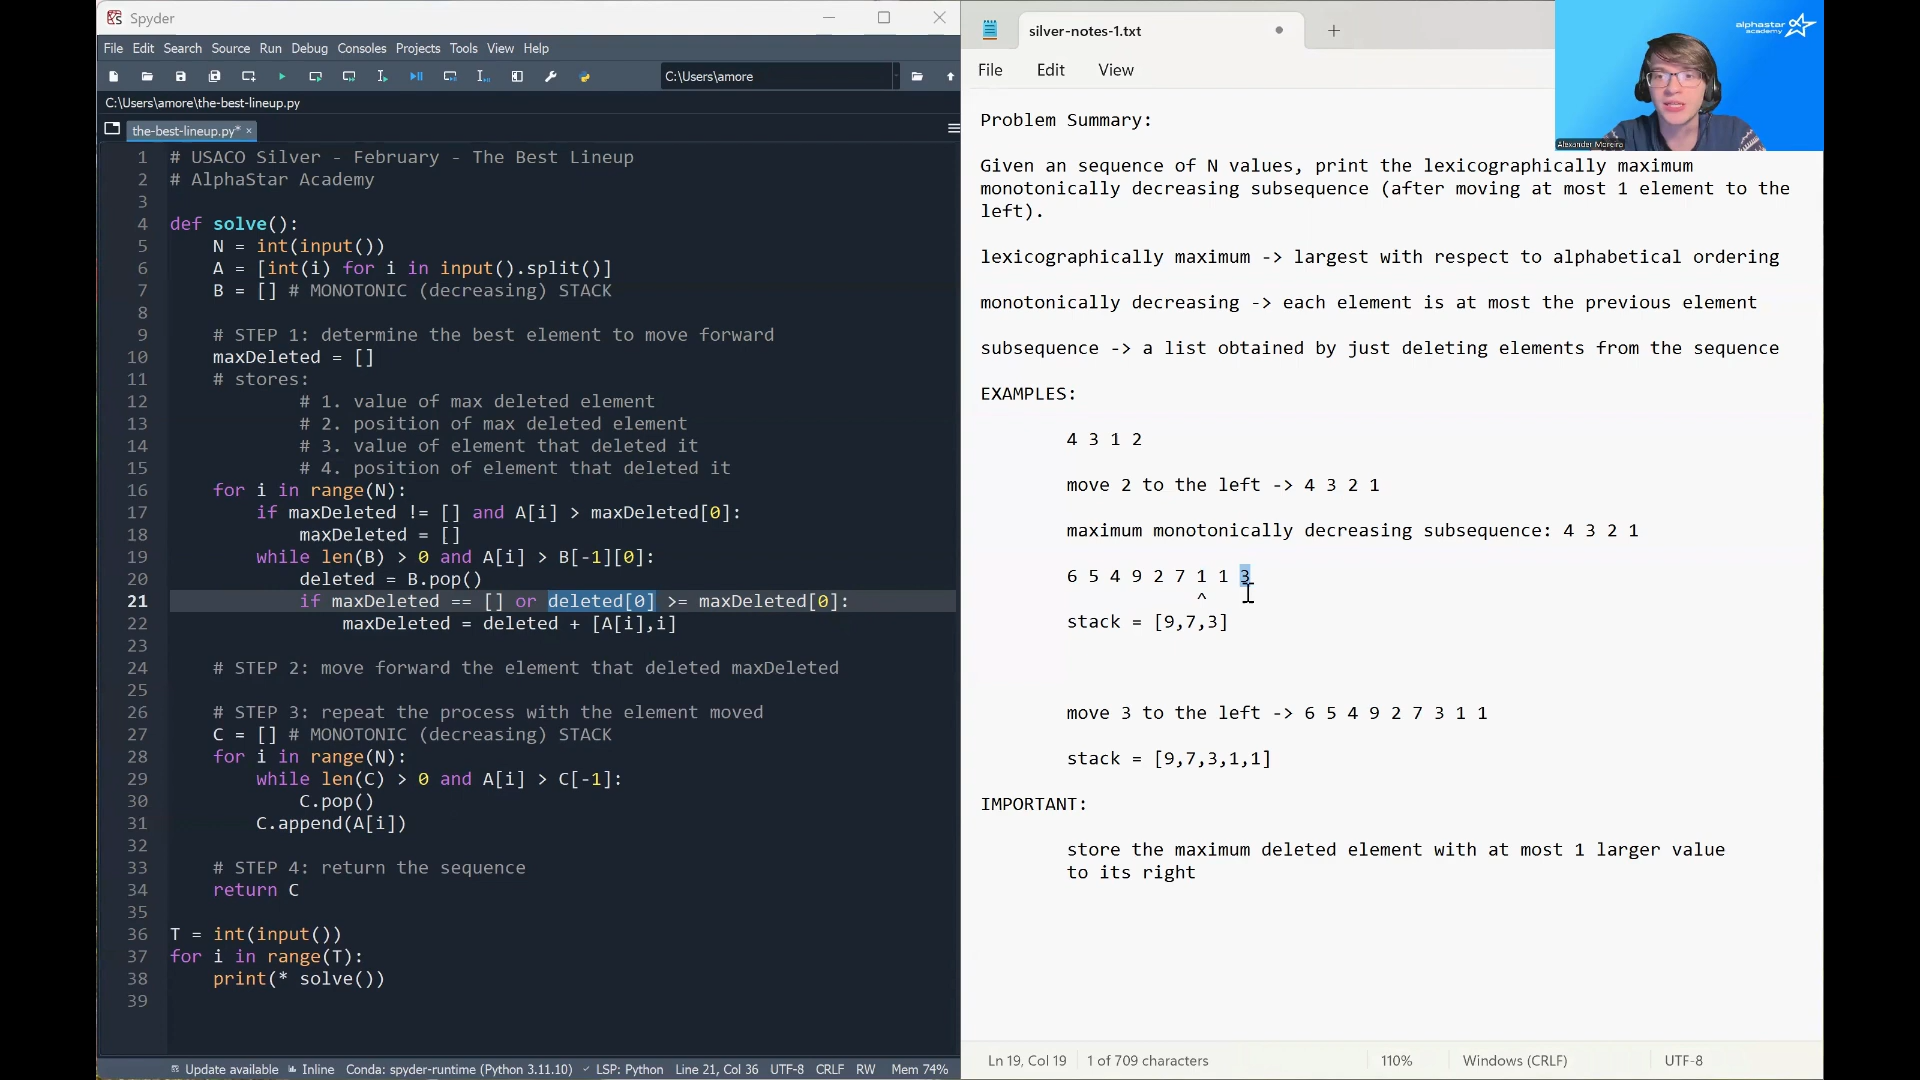 Spyder
File Edit Search Source Run Debug Consoles Projects Tools View Help
C:\Users\amore
C:\Users\amore\the-best-lineup.py
the-best-lineup.py*
1 # USACO Silver - February - The Best Lineup
2 # AlphaStar Academy
3
4 def solve():
5 N = int(input())
6 A = [int(i) for i in input().split()]
7 B = [] # MONOTONIC (decreasing) STACK
8
9 # STEP 1: determine the best element to move forward
10 maxDeleted = []
11 # stores:
12 # 1. value of max deleted element
13 # 2. position of max deleted element
14 # 3. value of element that deleted it
15 # 4. position of element that deleted it
16 for i in range(N):
17 if maxDeleted != [] and A[i] > maxDeleted[0]:
18 maxDeleted = []
19 while len(B) > 0 and A[i] > B[-1][0]:
20 deleted = B.pop()
21 if maxDeleted == [] or deleted[0] >= maxDeleted[0]:
22 maxDeleted = deleted + [A[i],i]
23
24 # STEP 2: move forward the element that deleted maxDeleted
25
26 # STEP 3: repeat the process with the element moved
27 C = [] # MONOTONIC (decreasing) STACK
28 for i in range(N):
29 while len(C) > 0 and A[i] > C[-1]:
30 C.pop()
31 C.append(A[i])
32
33 # STEP 4: return the sequence
34 return C
35
36 T = int(input())
37 for i in range(T):
38 print(* solve())
39
Update available Inline Conda: spyder-runtime (Python 3.11.10) LSP: Python Line 21, Col 36 UTF-8 CRLF RW Mem 74%
silver-notes-1.txt
File Edit View
Problem Summary:
Given an sequence of N values, print the lexicographically maximum
monotonically decreasing subsequence (after moving at most 1 element to the
left).
lexicographically maximum -> largest with respect to alphabetical ordering
monotonically decreasing -> each element is at most the previous element
subsequence -> a list obtained by just deleting elements from the sequence
EXAMPLES:
4 3 1 2
move 2 to the left -> 4 3 2 1
maximum monotonically decreasing subsequence: 4 3 2 1
6 5 4 9 2 7 1 1 3
^
stack = [9,7,3]
move 3 to the left -> 6 5 4 9 2 7 3 1 1
stack = [9,7,3,1,1]
IMPORTANT:
store the maximum deleted element with at most 1 larger value
to its right
Ln 19, Col 19 1 of 709 characters 110% Windows (CRLF) UTF-8
alphastar
academy
Alexander Moreira